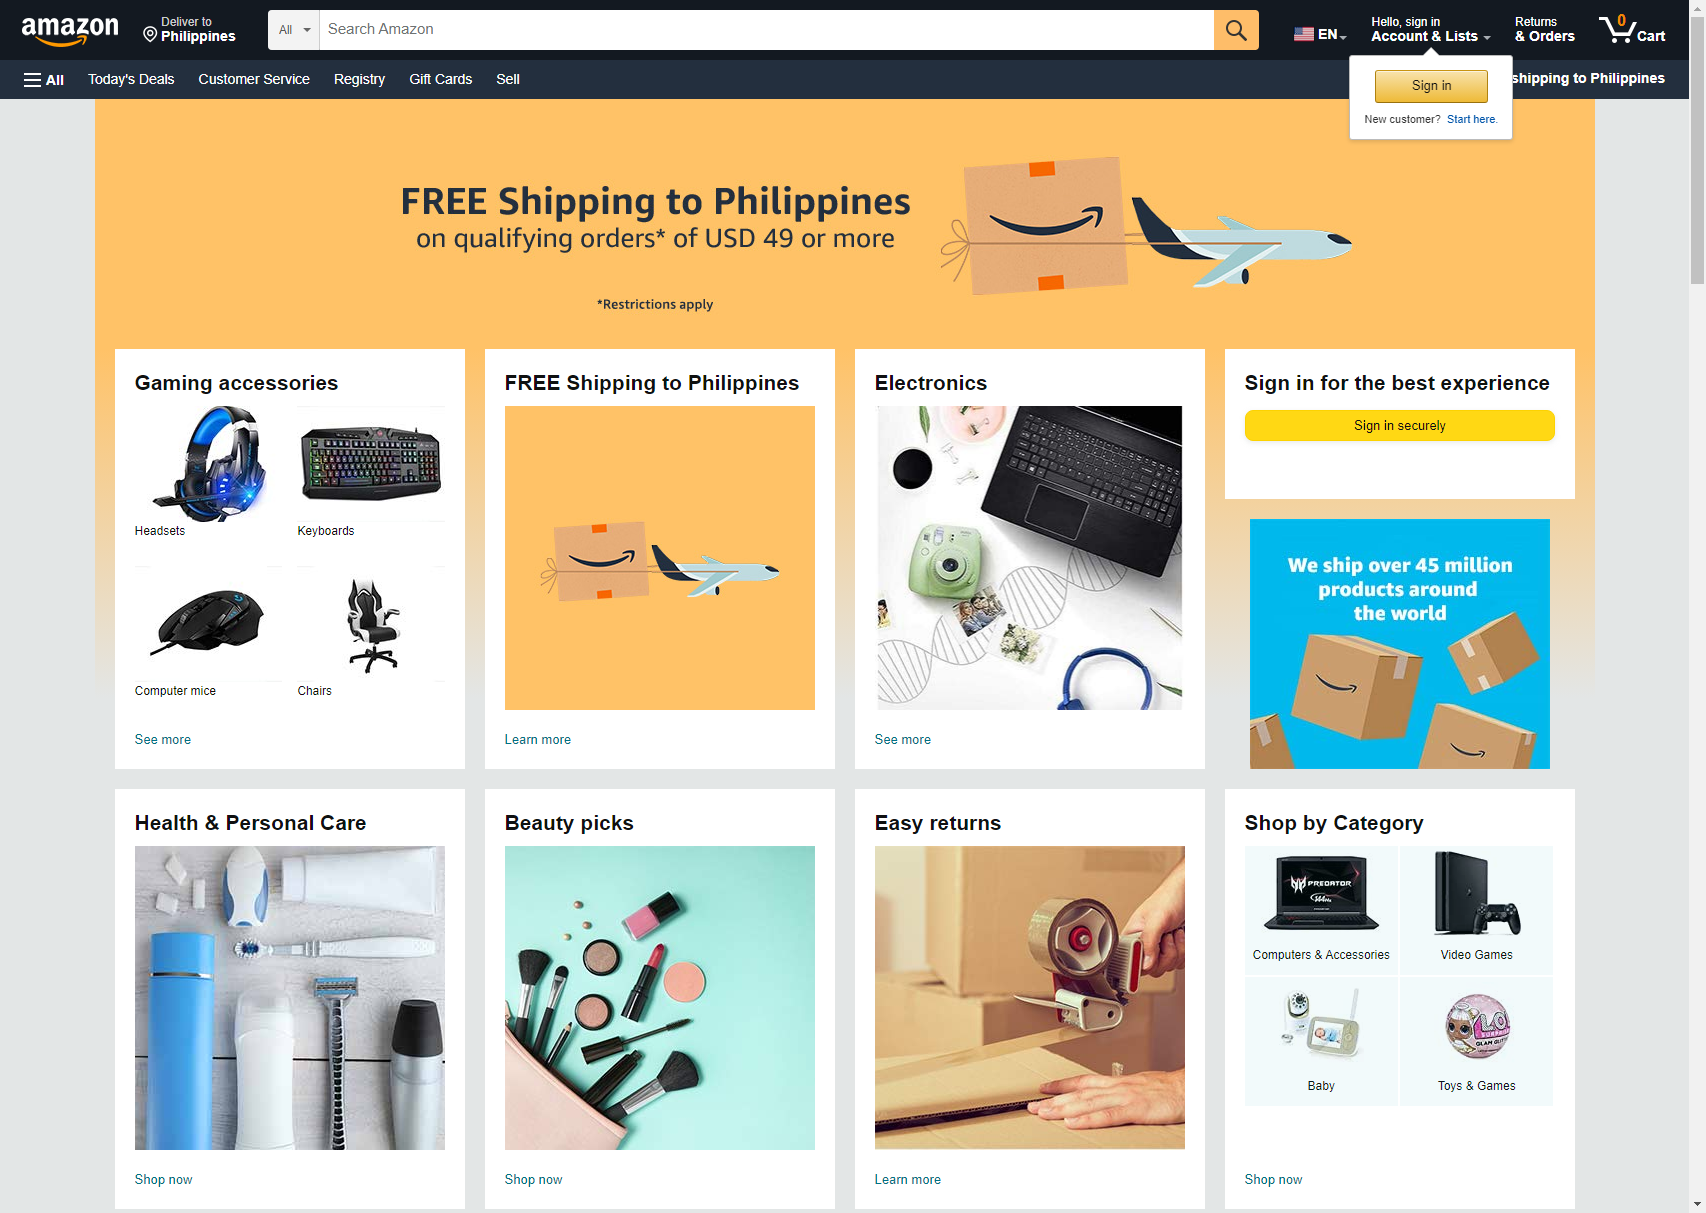 amazon
Deliver to
Philippines
All
Search Amazon
EN
Hello, sign in
Account & Lists
Returns
& Orders
0
Cart
All
Today's Deals
Customer Service
Registry
Gift Cards
Sell
shipping to Philippines
Sign in
New customer? Start here.
FREE Shipping to Philippines
on qualifying orders* of USD 49 or more
*Restrictions apply
Gaming accessories
Headsets
Keyboards
Computer mice
Chairs
See more
FREE Shipping to Philippines
Learn more
Electronics
See more
Sign in for the best experience
Sign in securely
We ship over 45 million
products around
the world
Health & Personal Care
Shop now
Beauty picks
Shop now
Easy returns
Learn more
Shop by Category
PREDATOR
Computers & Accessories
Video Games
Baby
Toys & Games
Shop now